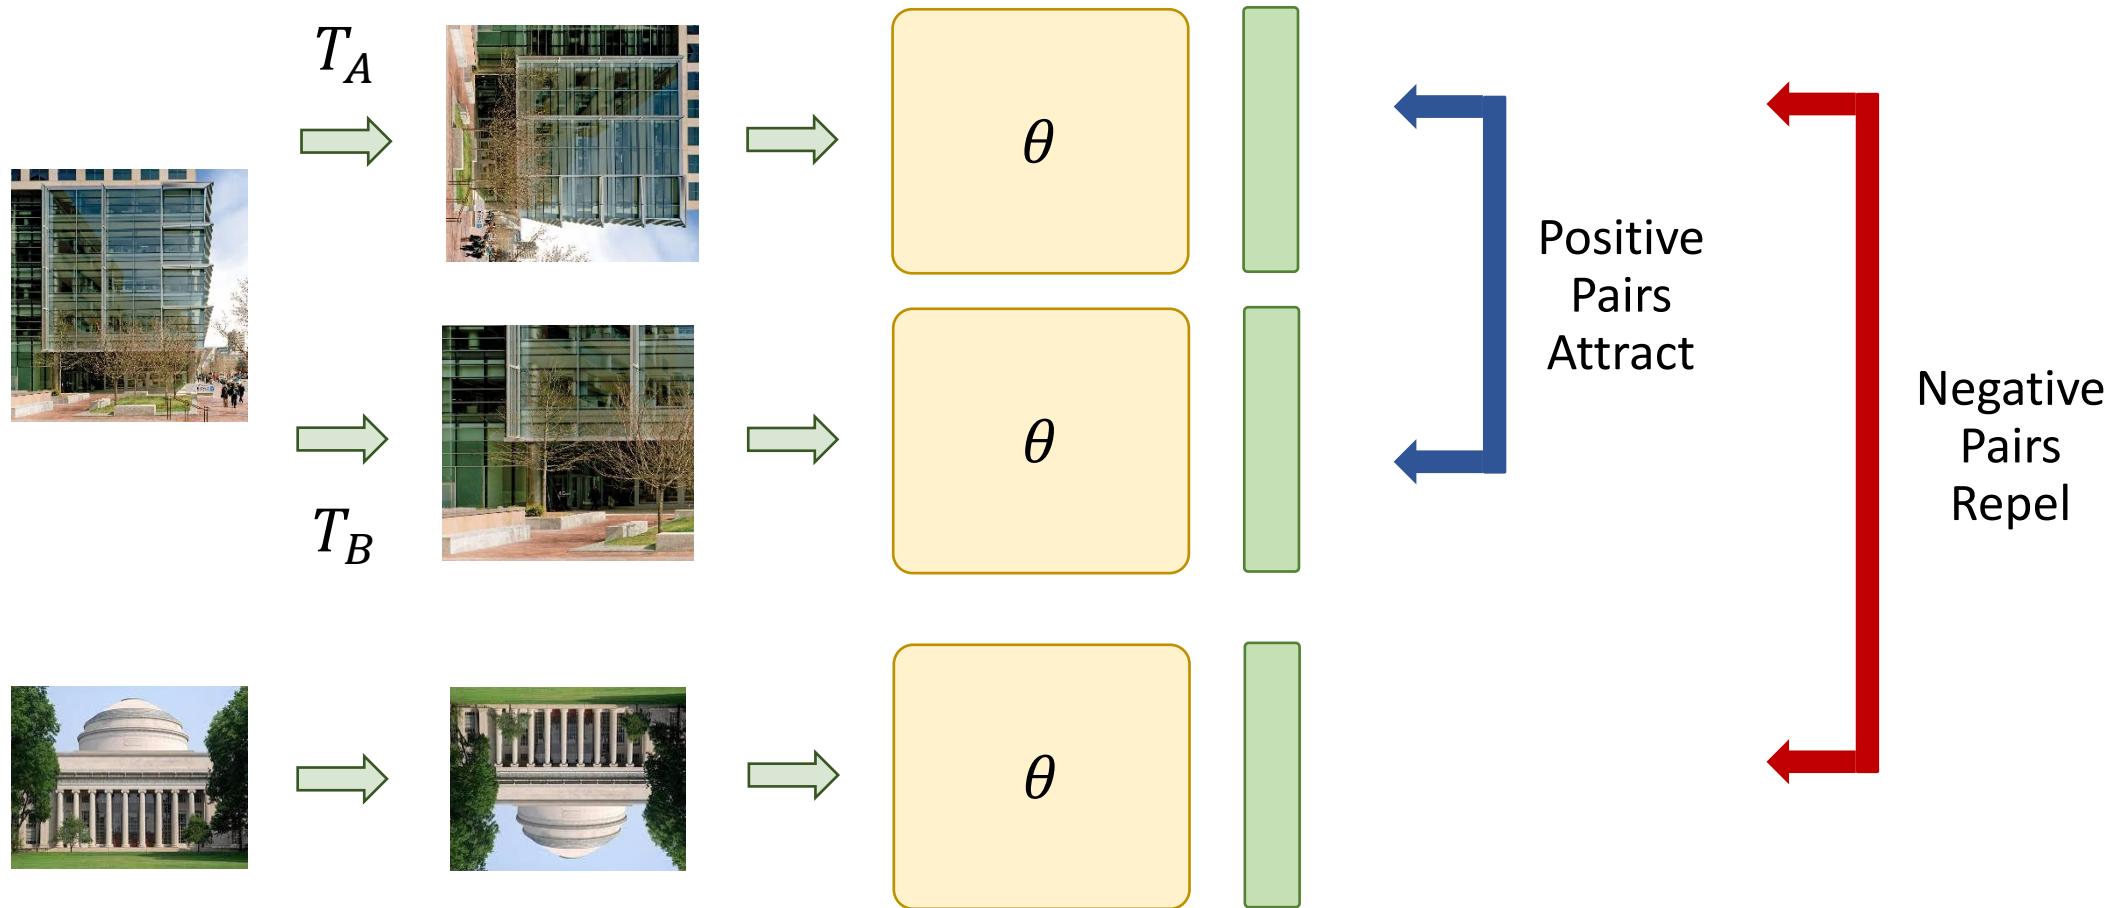 T_A
θ
T_B
θ
θ
Positive
Pairs
Attract
Negative
Pairs
Repel